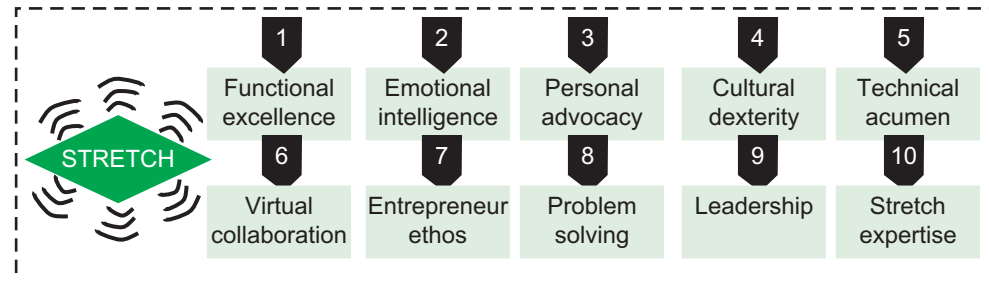 1 2 3 4 5
Functional Emotional Personal Cultural Technical
excellence intelligence advocacy dexterity acumen
STRETCH 6 7 8 9 10
Virtual Entrepreneur Problem Leadership Stretch
collaboration ethos solving expertise